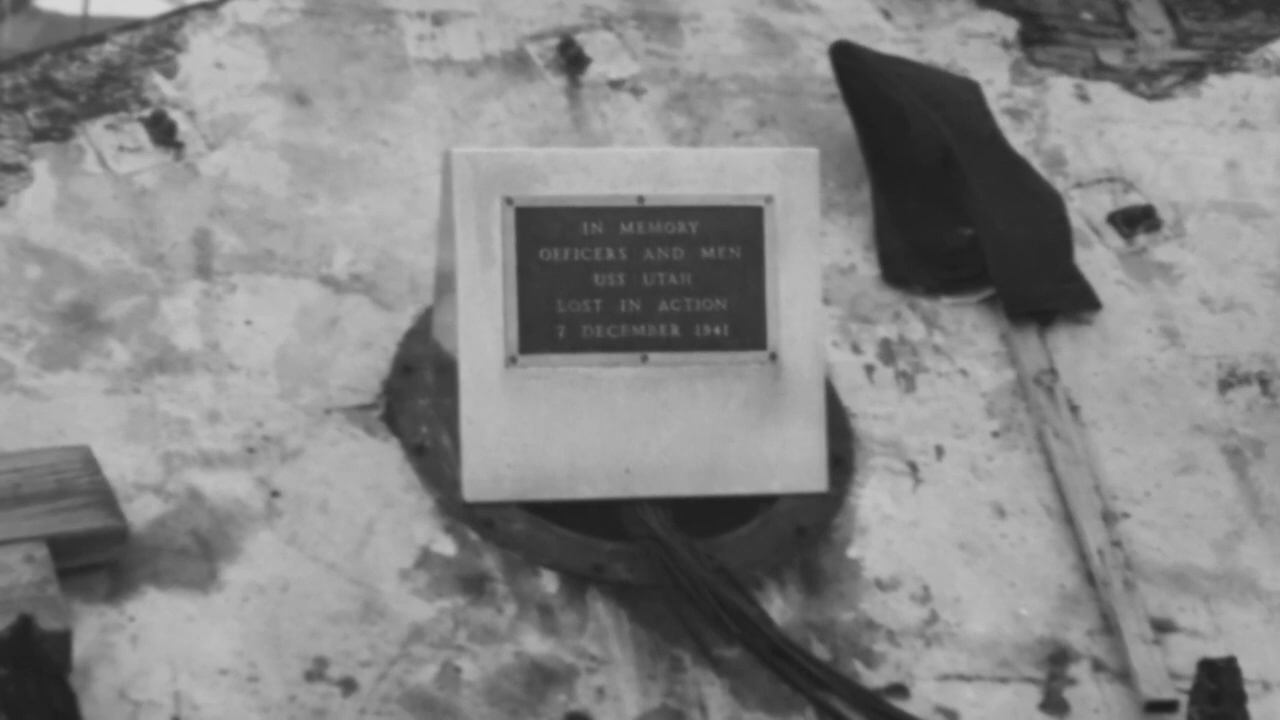 IN MEMORY
OFFICERS AND MEN
USS UTAH
LOST IN ACTION
7 DECEMBER 1941